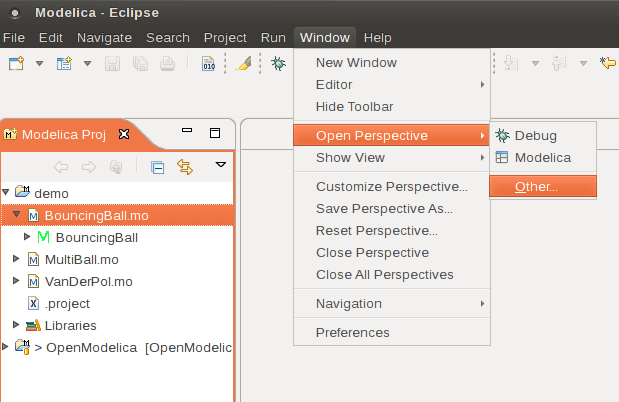 Modelica - Eclipse
File Edit Navigate Search Project Run Window Help
010
New Window
Editor
Hide Toolbar
Open Perspective
Show View
Customize Perspective...
Save Perspective As...
Reset Perspective...
Close Perspective
Close All Perspectives
Navigation
Preferences
Debug
Modelica
Other...
Modelica Proj
demo
BouncingBall.mo
BouncingBall
MultiBall.mo
VanDerPol.mo
.project
Libraries
> OpenModelica [OpenModelic